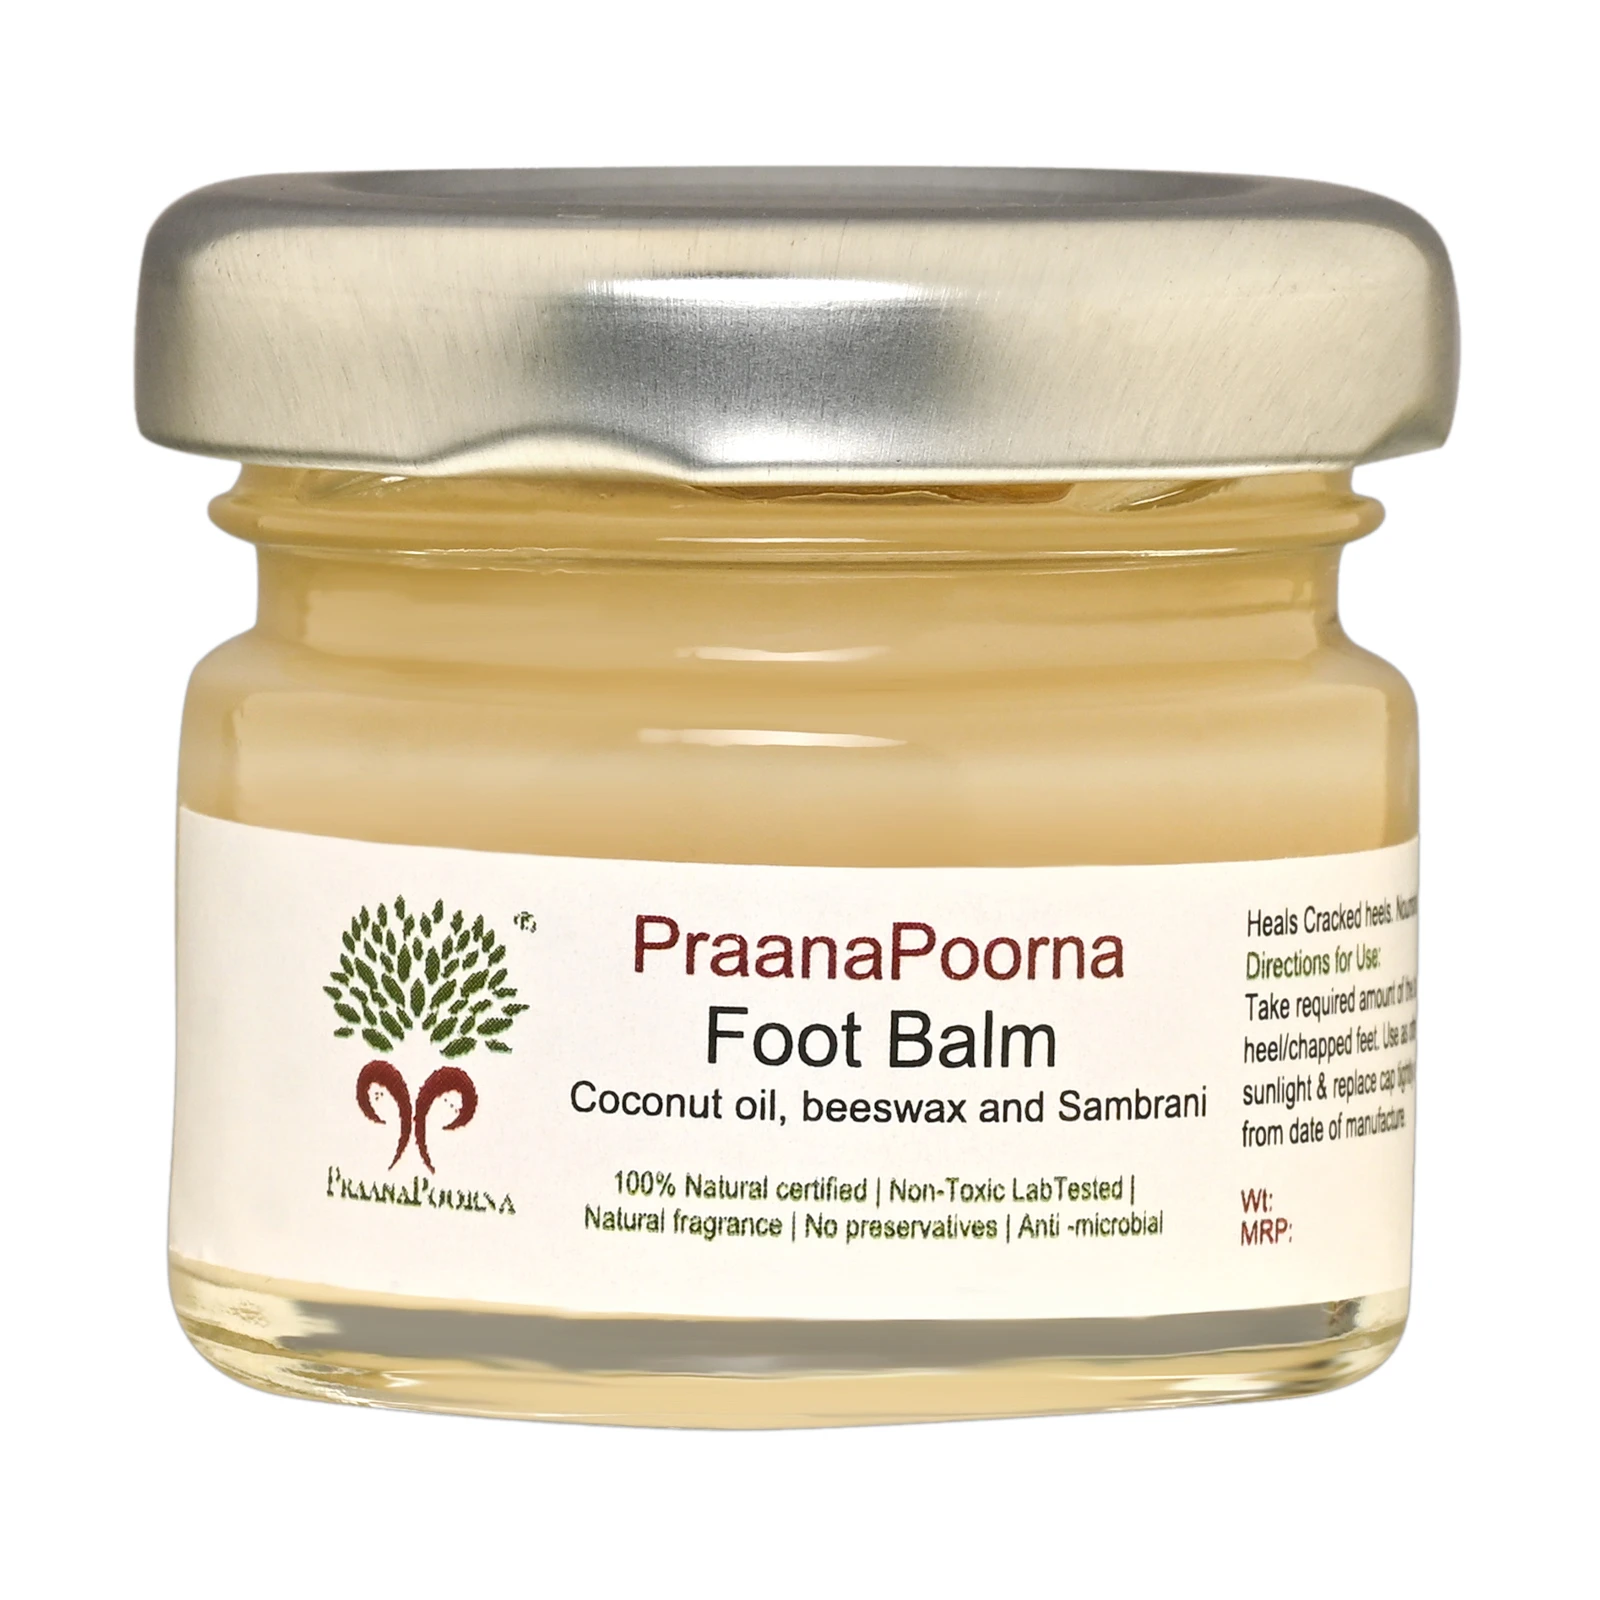 ®
PRAANAPOORNA
PraanaPoorna
Foot Balm
Coconut oil, beeswax and Sambrani
100% Natural certified | Non-Toxic LabTested |
Natural fragrance | No preservatives | Anti -microbial
Heals Cracked heels.
Directions for Use:
Take required amount of the
heel/chapped feet. Use as
sunlight & replace cap tightly
from date of manufacture
Wt:
MRP: